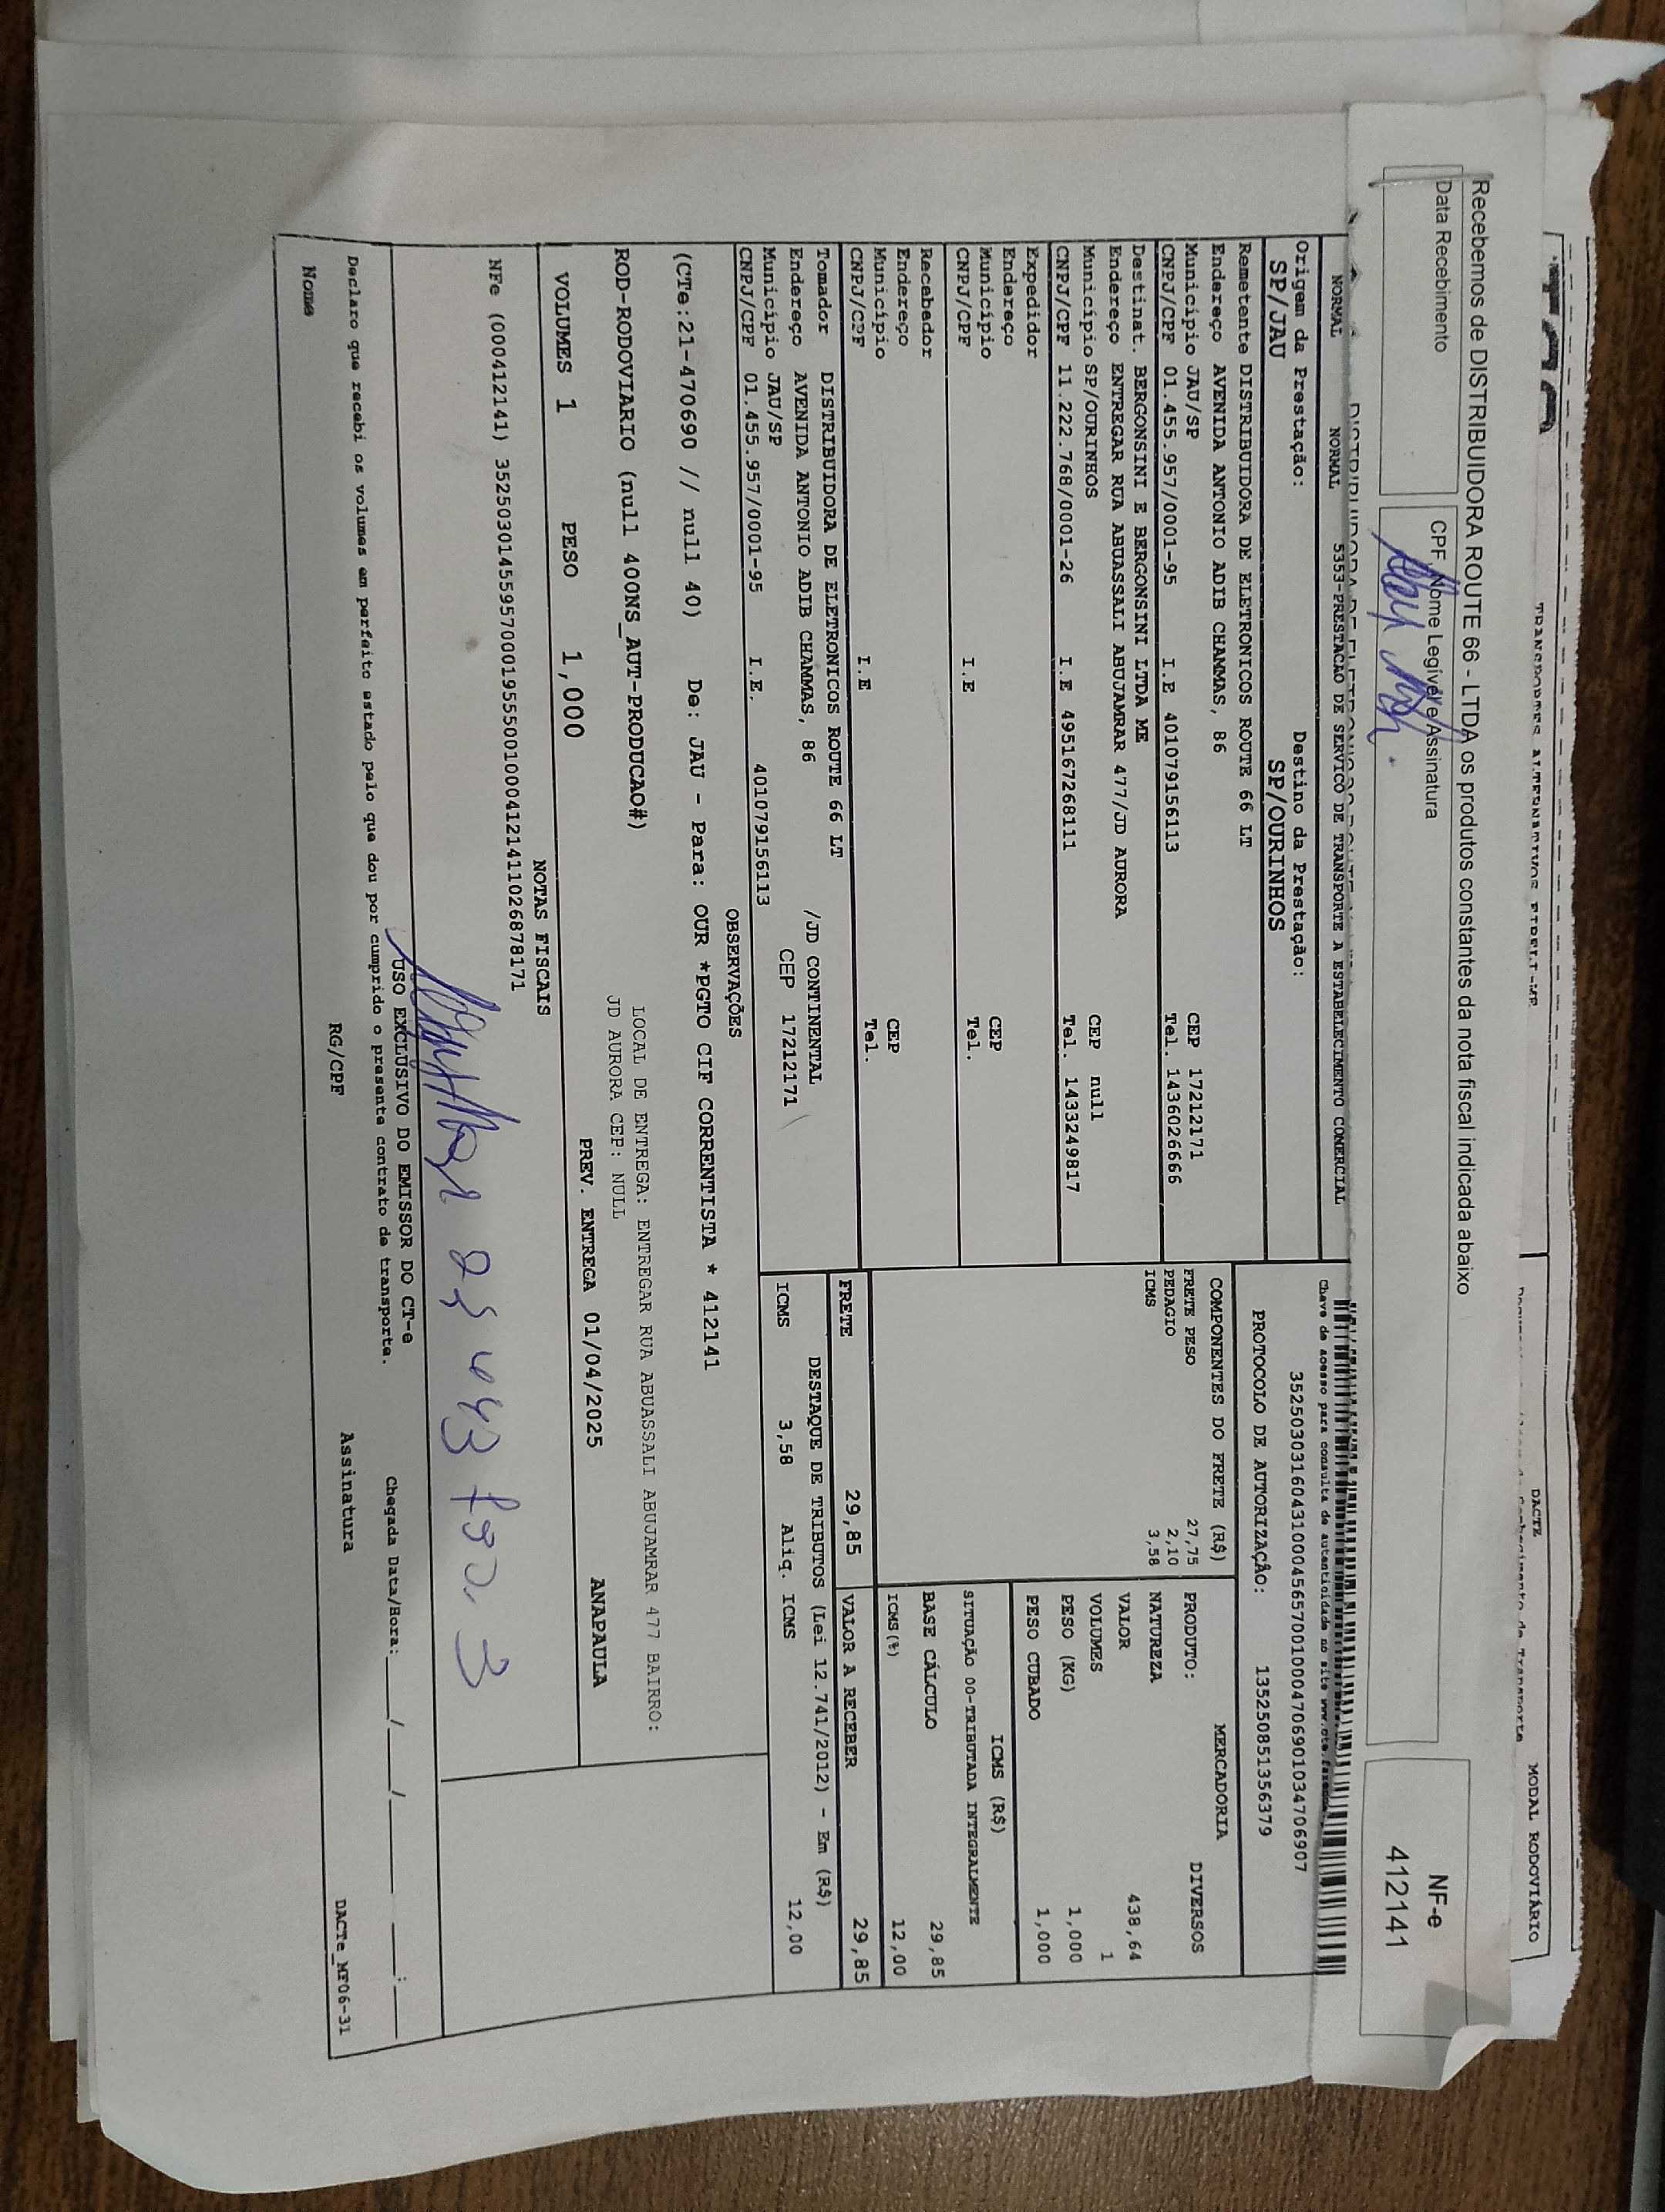 MODAL RODOVIÁRIO
DACTE
Recebemos de DISTRIBUIDORA ROUTE 66 - LTDA os produtos constantes da nota fiscal indicada abaixo
Data Recebimento
CPF, Nome Legível e Assinatura
NF-e
412141
NORMAL NORMAL 5353-PRESTACAO DE SERVICO DE TRANSPORTE A ESTABELECIMENTO COMERCIAL
Chave de acesso para consulta de autenticidade no site
35250303160431000456570010004706901034706907
PROTOCOLO DE AUTORIZAÇÃO: 135250851356379
Origem da Prestação: Destino da Prestação:
SP/JAU SP/OURINHOS
Remetente DISTRIBUIDORA DE ELETRONICOS ROUTE 66 LT
Endereço AVENIDA ANTONIO ADIB CHAMMAS, 86
Município JAU/SP CEP 17212171
CNPJ/CPF 01.455.957/0001-95 I.E 401079156113 Tel. 1436026666
Destinat. BERGONSINI E BERGONSINI LTDA ME
Endereço ENTREGAR RUA ABUASSALI ABUJAMRAR 477/JD AURORA
Município SP/OURINHOS CEP null
CNPJ/CPF 11.222.768/0001-26 I.E 495167268111 Tel. 1433249817
Expedidor
Endereço
Município CEP
CNPJ/CPF I.E Tel.
Recebedor
Endereço
Município CEP
CNPJ/CPF I.E Tel.
Tomador DISTRIBUIDORA DE ELETRONICOS ROUTE 66 LT
Endereço AVENIDA ANTONIO ADIB CHAMMAS, 86 /JD CONTINENTAL
Município JAU/SP CEP 17212171
CNPJ/CPF 01.455.957/0001-95 I.E. 401079156113
COMPONENTES DO FRETE (R$)
FRETE PESO 27,75
PEDAGIO 2,10
ICMS 3,58
MERCADORIA
PRODUTO: DIVERSOS
NATUREZA
VALOR 438,64
VOLUMES 1
PESO (KG) 1,000
PESO CUBADO 1,000
ICMS (R$)
SITUAÇÃO 00-TRIBUTADA INTEGRALMENTE
BASE CÁLCULO 29,85
ICMS(%) 12,00
FRETE 29,85 VALOR A RECEBER 29,85
DESTAQUE DE TRIBUTOS (Lei 12.741/2012) - Em (R$)
ICMS 3,58 Aliq. ICMS 12,00
OBSERVAÇÕES
(CTe:21-470690 // null 40) De: JAU - Para: OUR *PGTO CIF CORRENTISTA * 412141
LOCAL DE ENTREGA: ENTREGAR RUA ABUASSALI ABUJAMRAR 477 BAIRRO:
JD AURORA CEP: NULL
ROD-RODOVIARIO (null 400NS_AUT-PRODUCAO#)
PREV. ENTREGA 01/04/2025 ANAPAULA
VOLUMES 1 PESO 1,000
NOTAS FISCAIS
NFe (000412141) 35250301455957000195550010004121411026878171
USO EXCLUSIVO DO EMISSOR DO CT-e
Declaro que recebi os volumes em perfeito estado pelo que dou por cumprido o presente contrato de transporte.
Chegada Data/Hora: ___/___/_____ ___:___
Nome RG/CPF Assinatura
DACTe_MF06-31